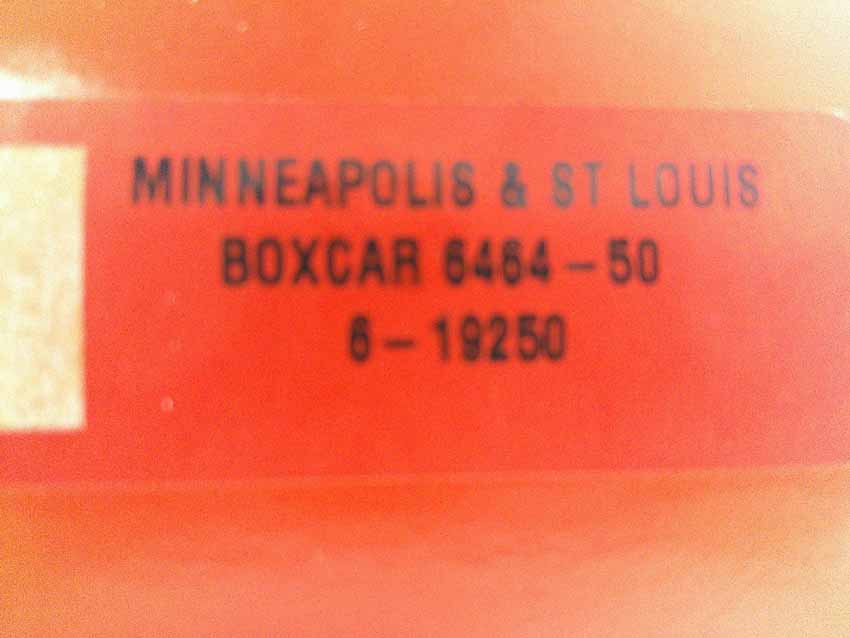 MINNEAPOLIS & ST LOUIS
BOXCAR 6464-50
6-19250